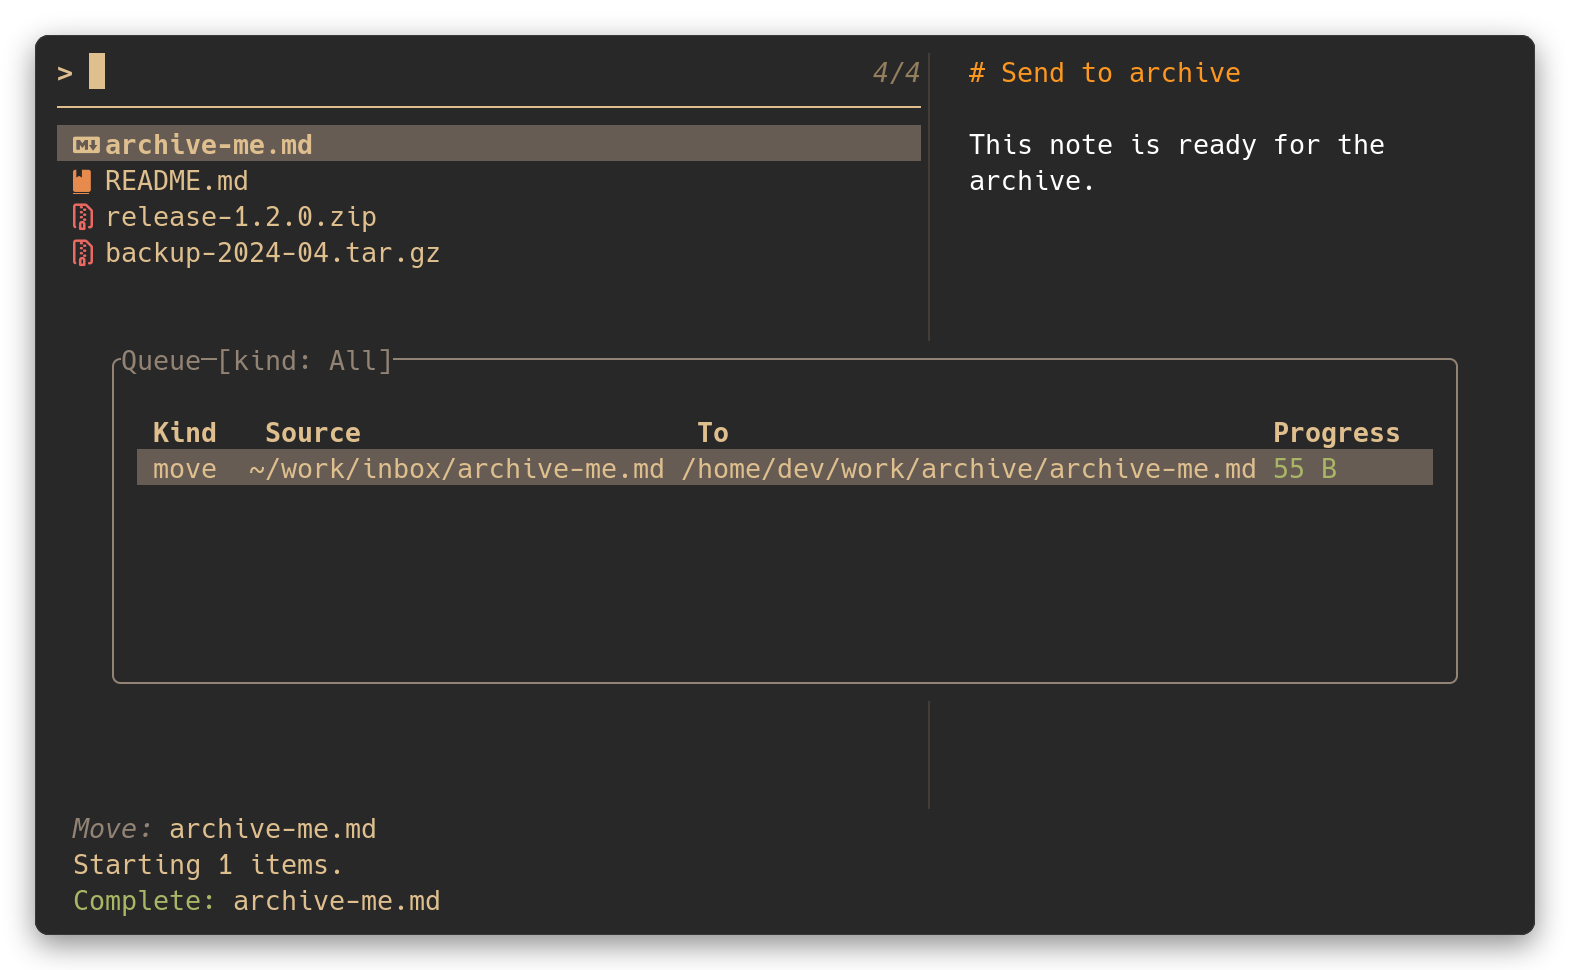 > 4/4
archive-me.md
README.md
release-1.2.0.zip
backup-2024-04.tar.gz
# Send to archive
This note is ready for the
archive.
Queue [kind: All]
Kind Source To Progress
move ~/work/inbox/archive-me.md /home/dev/work/archive/archive-me.md 55 B
Move: archive-me.md
Starting 1 items.
Complete: archive-me.md